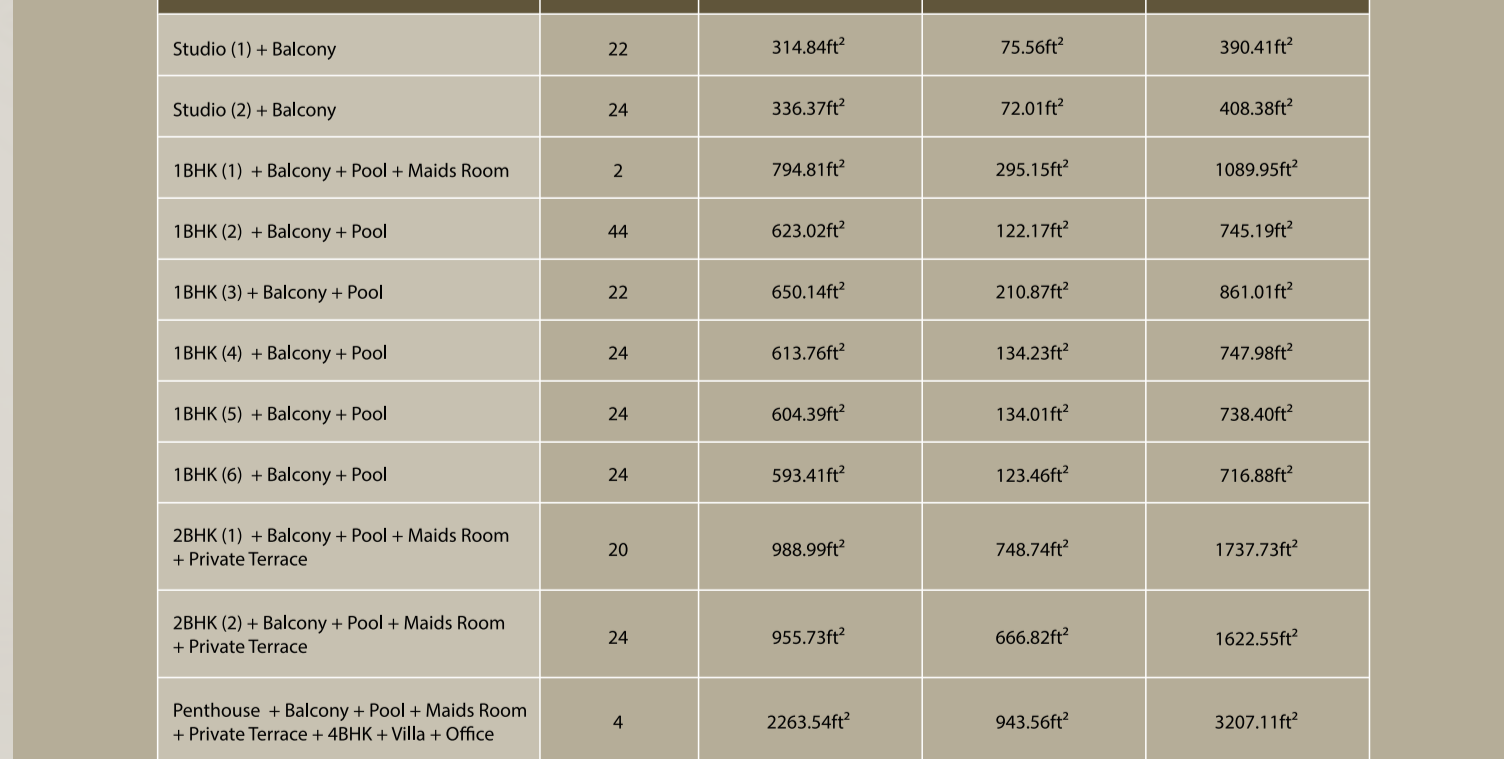 Studio (1) + Balcony 22 314.84ft² 75.56ft² 390.41ft²
Studio (2) + Balcony 24 336.37ft² 72.01ft² 408.38ft²
1BHK (1) + Balcony + Pool + Maids Room 2 794.81ft² 295.15ft² 1089.95ft²
1BHK (2) + Balcony + Pool 44 623.02ft² 122.17ft² 745.19ft²
1BHK (3) + Balcony + Pool 22 650.14ft² 210.87ft² 861.01ft²
1BHK (4) + Balcony + Pool 24 613.76ft² 134.23ft² 747.98ft²
1BHK (5) + Balcony + Pool 24 604.39ft² 134.01ft² 738.40ft²
1BHK (6) + Balcony + Pool 24 593.41ft² 123.46ft² 716.88ft²
2BHK (1) + Balcony + Pool + Maids Room
+ Private Terrace 20 988.99ft² 748.74ft² 1737.73ft²
2BHK (2) + Balcony + Pool + Maids Room
+ Private Terrace 24 955.73ft² 666.82ft² 1622.55ft²
Penthouse + Balcony + Pool + Maids Room
+ Private Terrace + 4BHK + Villa + Office 4 2263.54ft² 943.56ft² 3207.11ft²